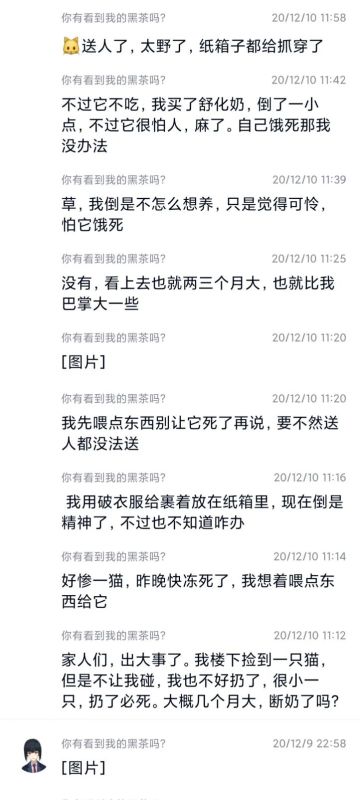 你有看到我的黑茶吗? 20/12/10 11:58
🐱送人了，太野了，纸箱子都给抓穿了
你有看到我的黑茶吗? 20/12/10 11:42
不过它不吃，我买了舒化奶，倒了一小
点，不过它很怕人，麻了。自己饿死那我
没办法
你有看到我的黑茶吗? 20/12/10 11:39
草，我倒是不怎么想养，只是觉得可怜，
怕它饿死
你有看到我的黑茶吗? 20/12/10 11:25
没有，看上去也就两三个月大，也就比我
巴掌大一些
你有看到我的黑茶吗? 20/12/10 11:20
[图片]
你有看到我的黑茶吗? 20/12/10 11:20
我先喂点东西别让它死了再说，要不然送
人都没法送
你有看到我的黑茶吗? 20/12/10 11:16
我用破衣服给裹着放在纸箱里，现在倒是
精神了，不过也不知道咋办
你有看到我的黑茶吗? 20/12/10 11:14
好惨一猫，昨晚快冻死了，我想着喂点东
西给它
你有看到我的黑茶吗? 20/12/10 11:12
家人们，出大事了。我楼下捡到一只猫，
但是不让我碰，我也不好扔了，很小一
只，扔了必死。大概几个月大，断奶了吗?
你有看到我的黑茶吗? 20/12/9 22:58
[图片]